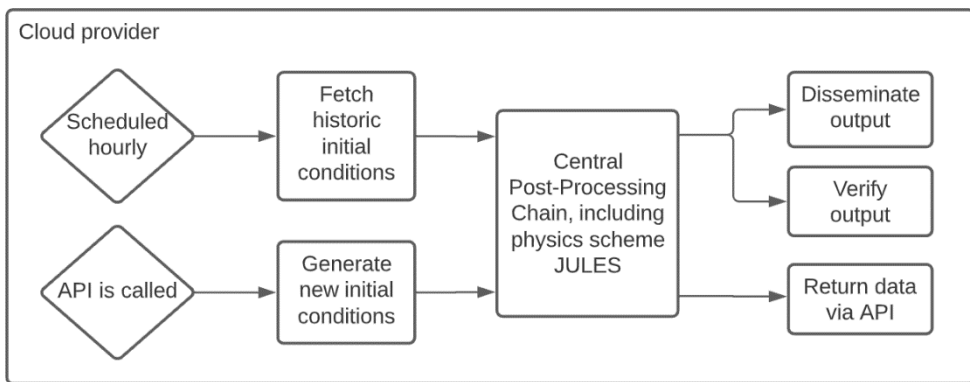 Cloud provider
Scheduled
hourly
Fetch
historic
initial
conditions
Central
Post-Processing
Chain, including
physics scheme
JULES
Disseminate
output
Verify
output
API is called
Generate
new initial
conditions
Return data
via API